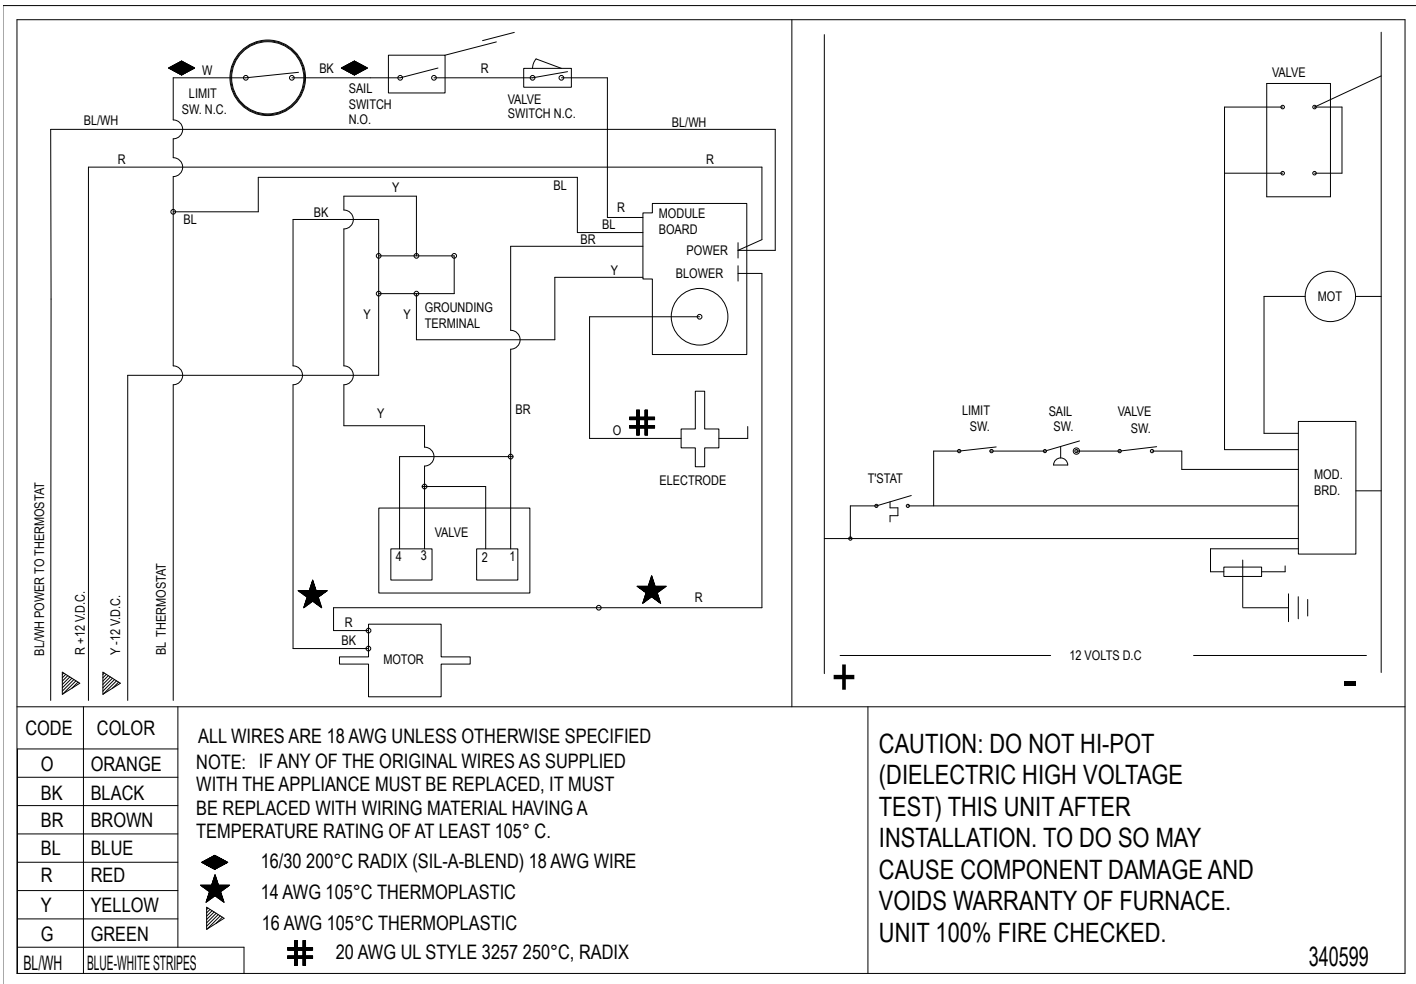 W
LIMIT
SW. N.C.
BK
SAIL
SWITCH
N.O.
R
VALVE
SWITCH N.C.
BL/WH
BL/WH
R
R
Y
BL
BK
BL
R
BL
BR
MODULE
BOARD
POWER
BLOWER
Y
GROUNDING
TERMINAL
Y
Y
Y
BR
O
ELECTRODE
VALVE
4
3
2
1
R
R
BK
MOTOR
BL/WH POWER TO THERMOSTAT
R +12 V.D.C.
Y -12 V.D.C.
BL THERMOSTAT
VALVE
MOT
LIMIT
SW.
SAIL
SW.
VALVE
SW.
T'STAT
MOD.
BRD.
12 VOLTS D.C
+
-
CODE COLOR
O ORANGE
BK BLACK
BR BROWN
BL BLUE
R RED
Y YELLOW
G GREEN
BL/WH BLUE-WHITE STRIPES
ALL WIRES ARE 18 AWG UNLESS OTHERWISE SPECIFIED
NOTE: IF ANY OF THE ORIGINAL WIRES AS SUPPLIED
WITH THE APPLIANCE MUST BE REPLACED, IT MUST
BE REPLACED WITH WIRING MATERIAL HAVING A
TEMPERATURE RATING OF AT LEAST 105° C.
16/30 200°C RADIX (SIL-A-BLEND) 18 AWG WIRE
14 AWG 105°C THERMOPLASTIC
16 AWG 105°C THERMOPLASTIC
20 AWG UL STYLE 3257 250°C, RADIX
CAUTION: DO NOT HI-POT
(DIELECTRIC HIGH VOLTAGE
TEST) THIS UNIT AFTER
INSTALLATION. TO DO SO MAY
CAUSE COMPONENT DAMAGE AND
VOIDS WARRANTY OF FURNACE.
UNIT 100% FIRE CHECKED.
340599